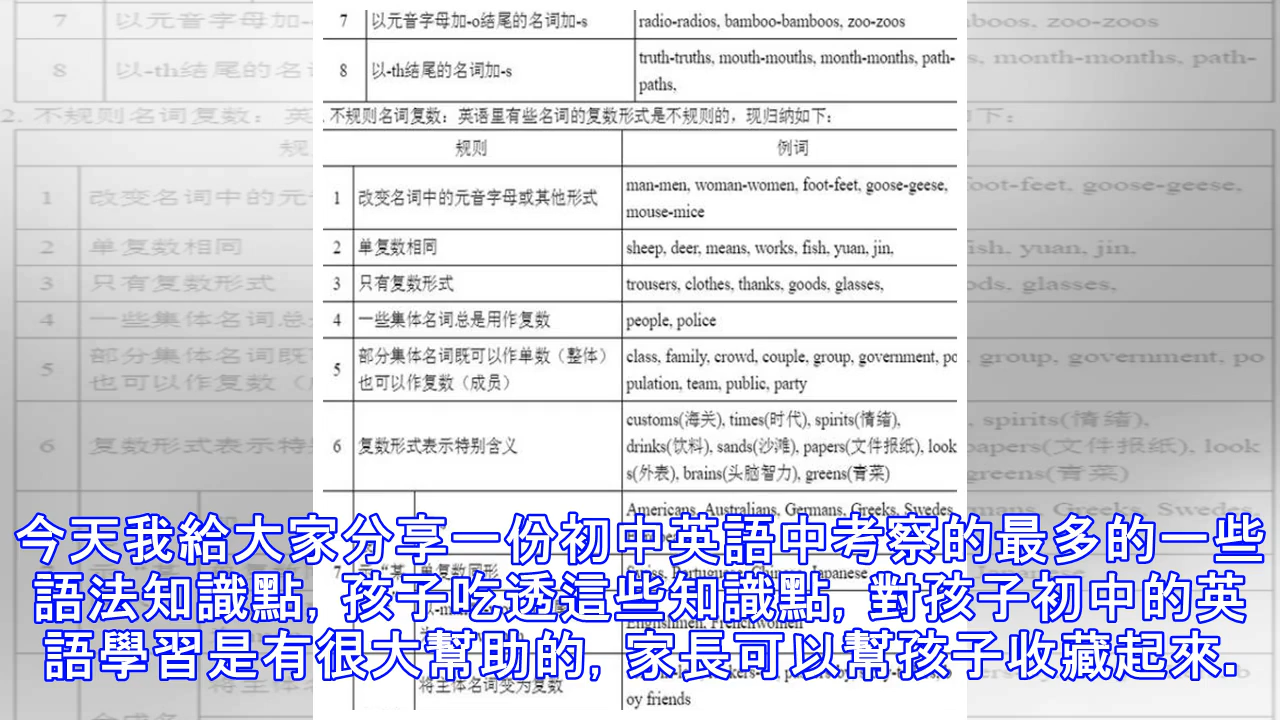 7 以元音字母加-o结尾的名词加-s radio-radios, bamboo-bamboos, zoo-zoos
8 以-th结尾的名词加-s truth-truths, mouth-mouths, month-months, path-
paths,
. 不规则名词复数：英语里有些名词的复数形式是不规则的，现归纳如下：
规则 例词
1 改变名词中的元音字母或其他形式 man-men, woman-women, foot-feet, goose-geese,
mouse-mice
2 单复数相同 sheep, deer, means, works, fish, yuan, jin,
3 只有复数形式 trousers, clothes, thanks, goods, glasses,
4 一些集体名词总是用作复数 people, police
5 部分集体名词既可以作单数（整体） class, family, crowd, couple, group, government, po
也可以作复数（成员） pulation, team, public, party
6 复数形式表示特别含义 customs(海关), times(时代), spirits(情绪),
drinks(饮料), sands(沙滩), papers(文件报纸), look
s(外表), brains(头脑智力), greens(青菜)
Americans, Australians, Germans, Greeks, Swedes,
今天我給大家分享一份初中英語中考察的最多的一些
語法知識點, 孩子吃透這些知識點, 對孩子初中的英
語學習是有很大幫助的, 家長可以幫孩子收藏起來.
7 单复数同形
Englishmen, Frenchwomen
将主体名词变为复数
oy friends